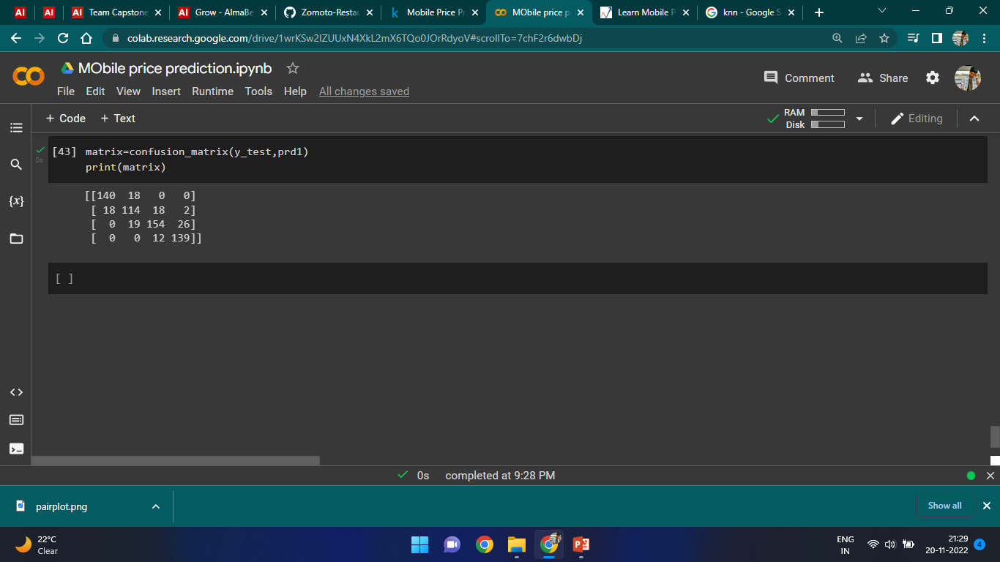 AI
AI
AI Team Capstone
AI Grow - AlmaBe
Zomoto-Restau
k Mobile Price Pr
MObile price p
Learn Mobile P
G knn - Google S
colab.research.google.com/drive/1wrKSw2IZUUxN4XkL2mX6TQo0JOrRdyoV#scrollTo=7chF2r6dwbDj
MObile price prediction.ipynb
Comment Share
File Edit View Insert Runtime Tools Help All changes saved
+ Code + Text
RAM
Disk
Editing
0s
[43] matrix=confusion_matrix(y_test,prd1)
print(matrix)
[[140 18 0 0]
[ 18 114 18 2]
[ 0 19 154 26]
[ 0 0 12 139]]
[ ]
{x}
0s completed at 9:28 PM
pairplot.png
Show all
22°C
Clear
ENG
IN
21:29
20-11-2022
4